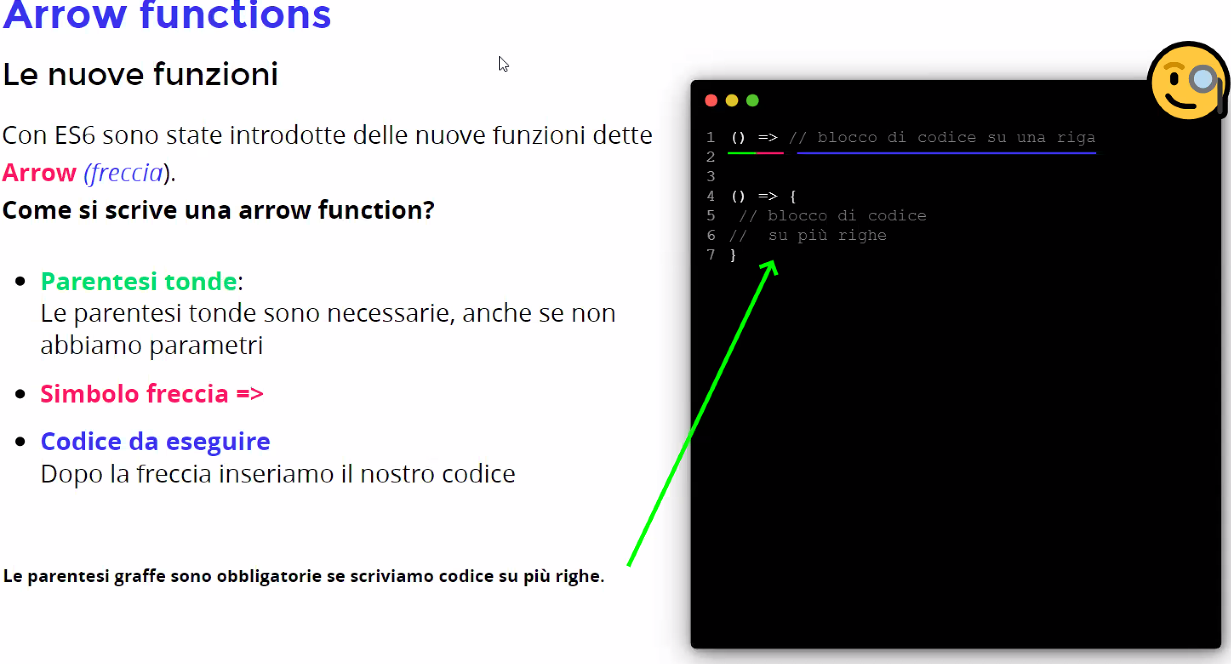 Arrow functions
Le nuove funzioni
Con ES6 sono state introdotte delle nuove funzioni dette
Arrow (freccia).
Come si scrive una arrow function?
• Parentesi tonde:
Le parentesi tonde sono necessarie, anche se non
abbiamo parametri
• Simbolo freccia =>
• Codice da eseguire
Dopo la freccia inseriamo il nostro codice
Le parentesi graffe sono obbligatorie se scriviamo codice su più righe.
1 () => // blocco di codice su una riga
2
3
4 () => {
5 // blocco di codice
6 // su più righe
7 }